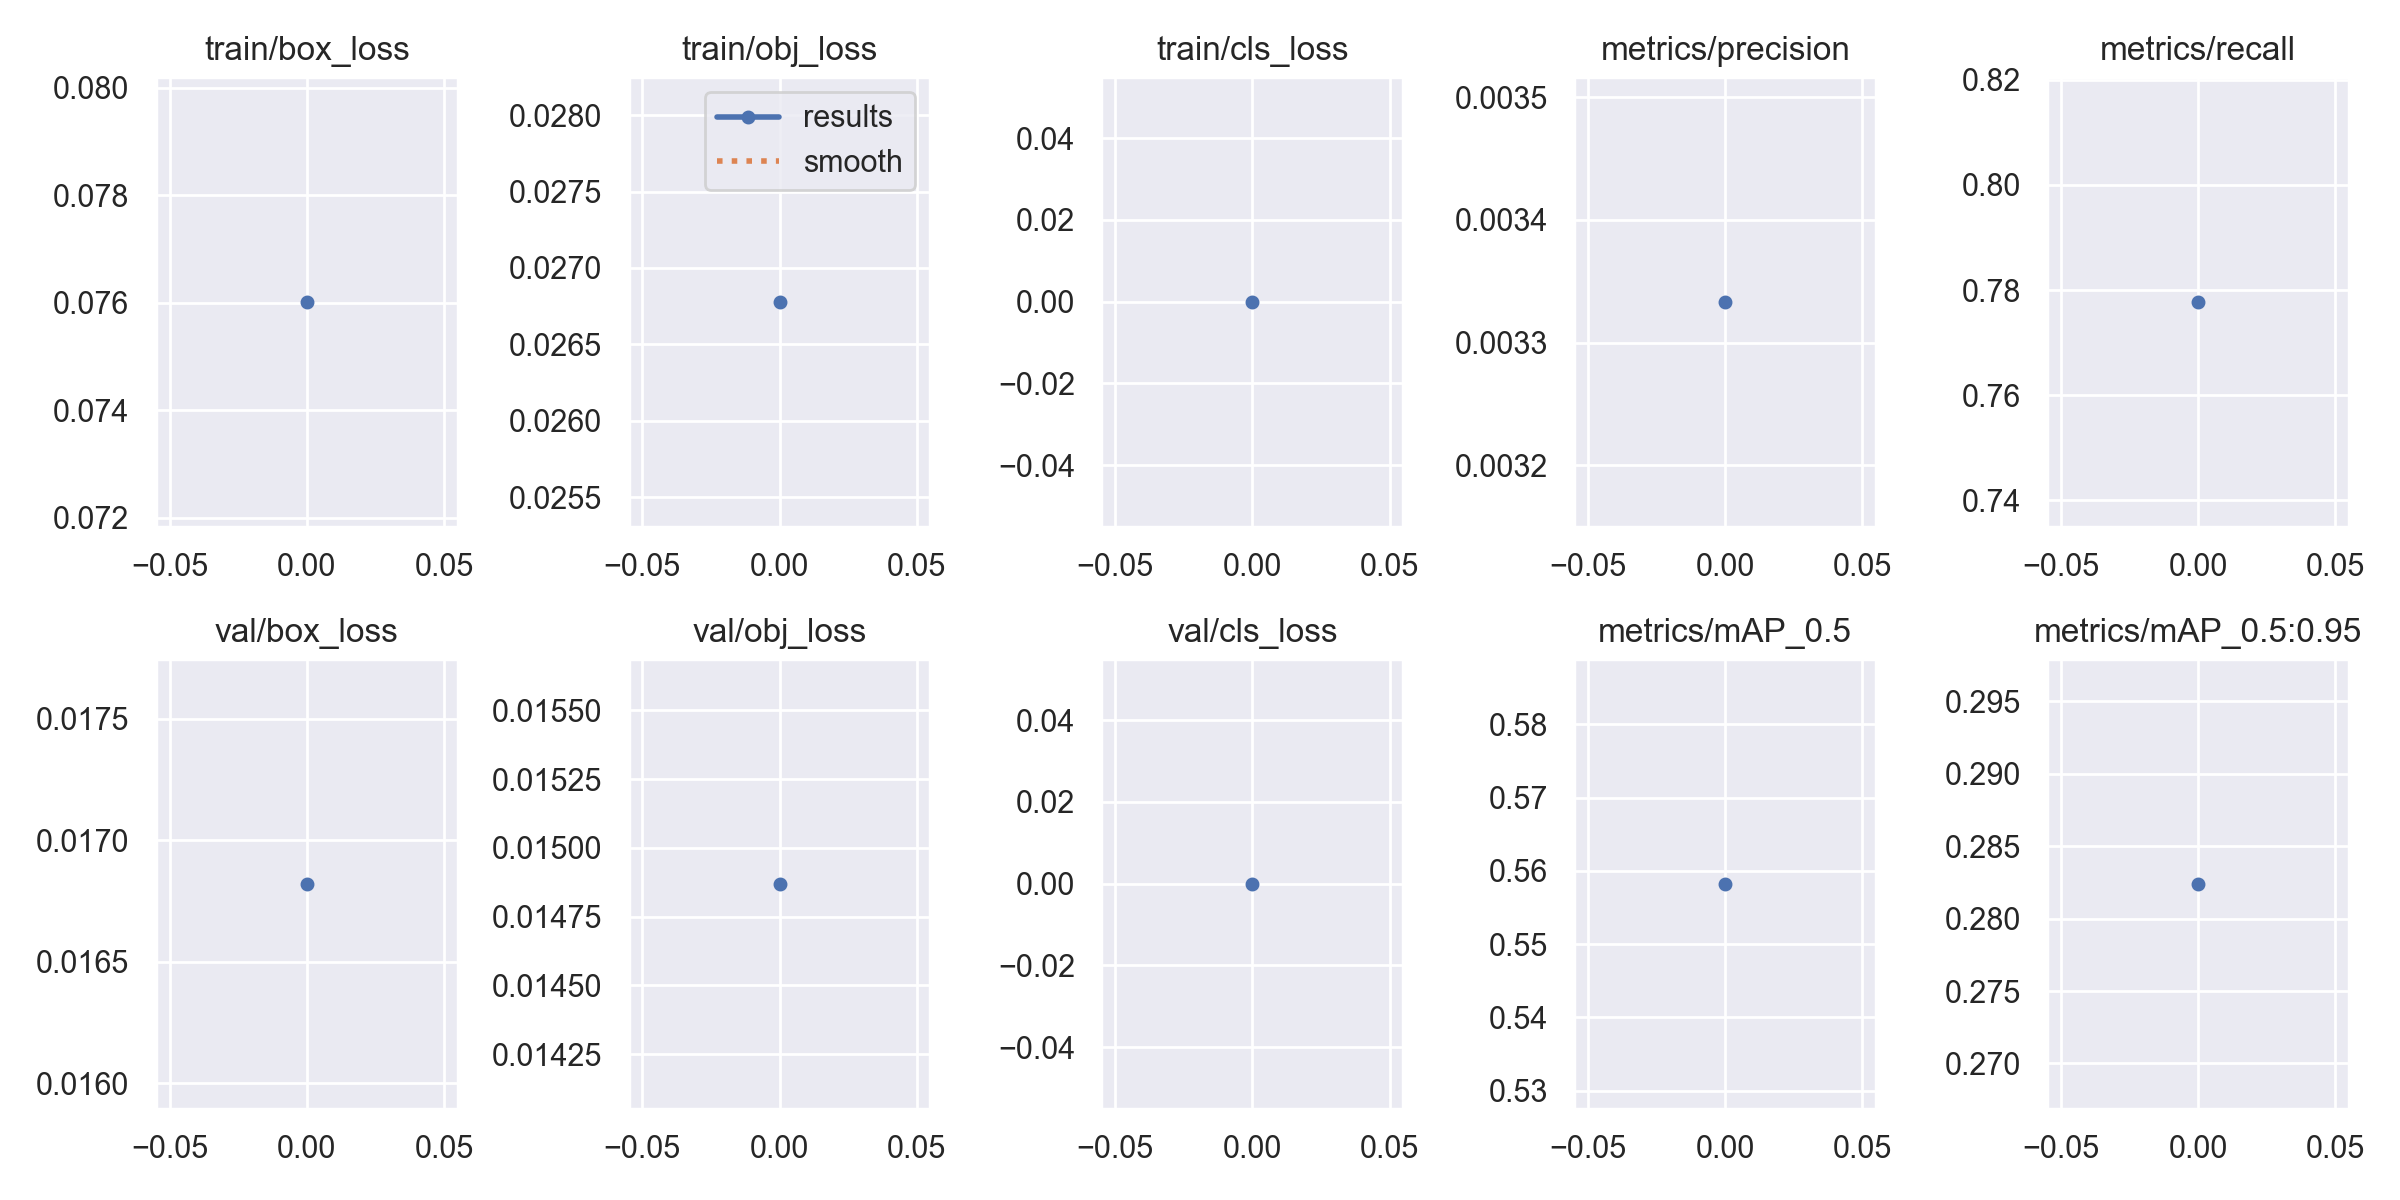 train/box_loss
0.080
0.078
0.076
0.074
0.072
−0.05 0.00 0.05
train/obj_loss
results
smooth
0.0280
0.0275
0.0270
0.0265
0.0260
0.0255
−0.05 0.00 0.05
train/cls_loss
0.04
0.02
0.00
−0.02
−0.04
−0.05 0.00 0.05
metrics/precision
0.0035
0.0034
0.0033
0.0032
−0.05 0.00 0.05
metrics/recall
0.82
0.80
0.78
0.76
0.74
−0.05 0.00 0.05
val/box_loss
0.0175
0.0170
0.0165
0.0160
−0.05 0.00 0.05
val/obj_loss
0.01550
0.01525
0.01500
0.01475
0.01450
0.01425
−0.05 0.00 0.05
val/cls_loss
0.04
0.02
0.00
−0.02
−0.04
−0.05 0.00 0.05
metrics/mAP_0.5
0.58
0.57
0.56
0.55
0.54
0.53
−0.05 0.00 0.05
metrics/mAP_0.5:0.95
0.295
0.290
0.285
0.280
0.275
0.270
−0.05 0.00 0.05